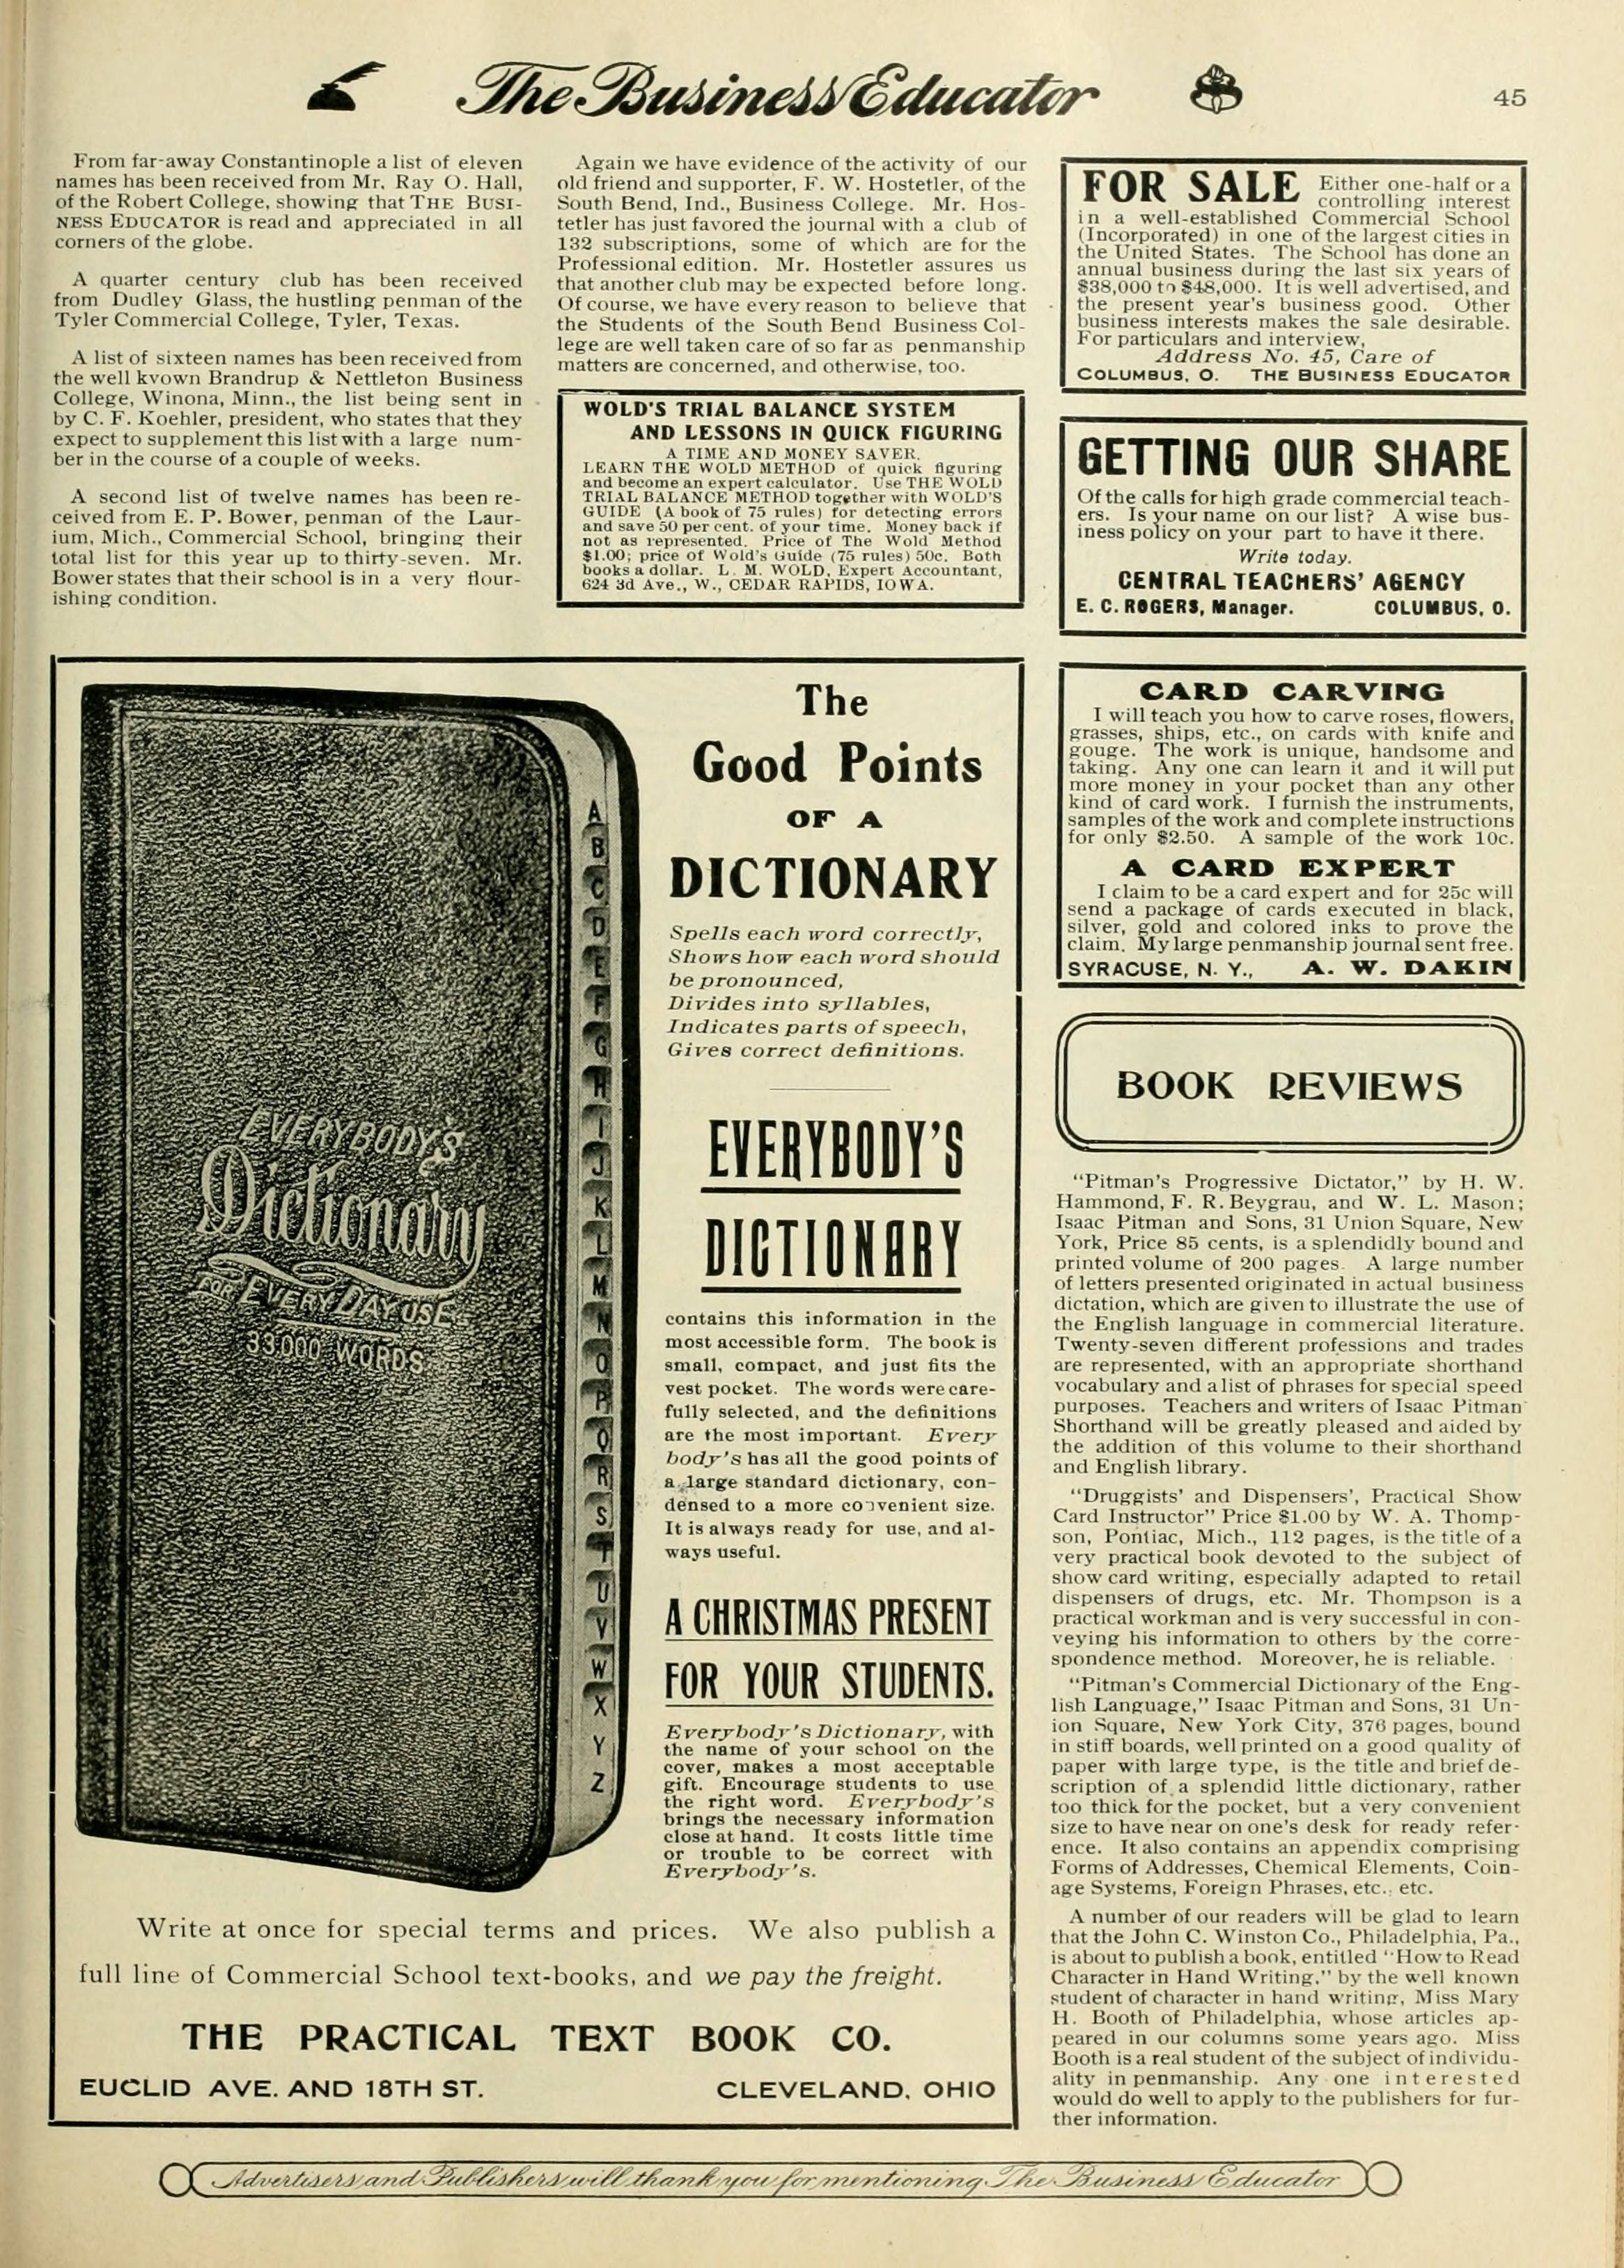 The Business Educator
45
From far-away Constantinople a list of eleven
names has been received from Mr. Ray O. Hall,
of the Robert College, showing that THE BUSI-
NESS EDUCATOR is read and appreciated in all
corners of the globe.
A quarter century club has been received
from Dudley Glass, the hustling penman of the
Tyler Commercial College, Tyler, Texas.
A list of sixteen names has been received from
the well kvown Brandrup & Nettleton Business
College, Winona, Minn., the list being sent in
by C. F. Koehler, president, who states that they
expect to supplement this list with a large num-
ber in the course of a couple of weeks.
A second list of twelve names has been re-
ceived from E. P. Bower, penman of the Laur-
ium, Mich., Commercial School, bringing their
total list for this year up to thirty-seven. Mr.
Bower states that their school is in a very flour-
ishing condition.
Again we have evidence of the activity of our
old friend and supporter, F. W. Hostetler, of the
South Bend, Ind., Business College. Mr. Hos-
tetler has just favored the journal with a club of
132 subscriptions, some of which are for the
Professional edition. Mr. Hostetler assures us
that another club may be expected before long.
Of course, we have every reason to believe that
the Students of the South Bend Business Col-
lege are well taken care of so far as penmanship
matters are concerned, and otherwise, too.
WOLD'S TRIAL BALANCE SYSTEM
AND LESSONS IN QUICK FIGURING
A TIME AND MONEY SAVER.
LEARN THE WOLD METHOD of quick figuring
and become an expert calculator. Use THE WOLD
TRIAL BALANCE METHOD together with WOLD'S
GUIDE (A book of 75 rules) for detecting errors
and save 50 per cent. of your time. Money back if
not as represented. Price of The Wold Method
$1.00; price of Wold's Guide (75 rules) 50c. Both
books a dollar. L. M. WOLD, Expert Accountant,
624 3d Ave., W., CEDAR RAPIDS, IOWA.
FOR SALE Either one-half or a
controlling interest
in a well-established Commercial School
(Incorporated) in one of the largest cities in
the United States. The School has done an
annual business during the last six years of
$38,000 to $48,000. It is well advertised, and
the present year's business good. Other
business interests makes the sale desirable.
For particulars and interview,
Address No. 45, Care of
COLUMBUS, O. THE BUSINESS EDUCATOR
GETTING OUR SHARE
Of the calls for high grade commercial teach-
ers. Is your name on our list? A wise bus-
iness policy on your part to have it there.
Write today.
CENTRAL TEACHERS' AGENCY
E. C. ROGERS, Manager. COLUMBUS, O.
CARD CARVING
I will teach you how to carve roses, flowers,
grasses, ships, etc., on cards with knife and
gouge. The work is unique, handsome and
taking. Any one can learn it and it will put
more money in your pocket than any other
kind of card work. I furnish the instruments,
samples of the work and complete instructions
for only $2.50. A sample of the work 10c.
A CARD EXPERT
I claim to be a card expert and for 25c will
send a package of cards executed in black,
silver, gold and colored inks to prove the
claim. My large penmanship journal sent free.
SYRACUSE, N. Y., A. W. DAKIN
EVERYBODY'S
Dictionary
FOR EVERY DAY USE
33000 WORDS
A
B
C
D
E
F
G
H
I
J
K
L
M
N
O
P
Q
R
S
T
U
V
W
X
Y
Z
The
Good Points
OF A
DICTIONARY
Spells each word correctly,
Shows how each word should
be pronounced,
Divides into syllables,
Indicates parts of speech,
Gives correct definitions.
EVERYBODY'S
DICTIONARY
contains this information in the
most accessible form. The book is
small, compact, and just fits the
vest pocket. The words were care-
fully selected, and the definitions
are the most important. Every
body's has all the good points of
a large standard dictionary, con-
densed to a more convenient size.
It is always ready for use, and al-
ways useful.
A CHRISTMAS PRESENT
FOR YOUR STUDENTS.
Everybody's Dictionary, with
the name of your school on the
cover, makes a most acceptable
gift. Encourage students to use
the right word. Everybody's
brings the necessary information
close at hand. It costs little time
or trouble to be correct with
Everybody's.
Write at once for special terms and prices. We also publish a
full line of Commercial School text-books, and we pay the freight.
THE PRACTICAL TEXT BOOK CO.
EUCLID AVE. AND 18TH ST. CLEVELAND, OHIO
BOOK REVIEWS
"Pitman's Progressive Dictator," by H. W.
Hammond, F. R. Beygrau, and W. L. Mason;
Isaac Pitman and Sons, 31 Union Square, New
York, Price 85 cents, is a splendidly bound and
printed volume of 200 pages. A large number
of letters presented originated in actual business
dictation, which are given to illustrate the use of
the English language in commercial literature.
Twenty-seven different professions and trades
are represented, with an appropriate shorthand
vocabulary and a list of phrases for special speed
purposes. Teachers and writers of Isaac Pitman
Shorthand will be greatly pleased and aided by
the addition of this volume to their shorthand
and English library.
"Druggists' and Dispensers', Practical Show
Card Instructor" Price $1.00 by W. A. Thomp-
son, Pontiac, Mich., 112 pages, is the title of a
very practical book devoted to the subject of
show card writing, especially adapted to retail
dispensers of drugs, etc. Mr. Thompson is a
practical workman and is very successful in con-
veying his information to others by the corre-
spondence method. Moreover, he is reliable.
"Pitman's Commercial Dictionary of the Eng-
lish Language," Isaac Pitman and Sons, 31 Un-
ion Square, New York City, 376 pages, bound
in stiff boards, well printed on a good quality of
paper with large type, is the title and brief de-
scription of a splendid little dictionary, rather
too thick for the pocket, but a very convenient
size to have near on one's desk for ready refer-
ence. It also contains an appendix comprising
Forms of Addresses, Chemical Elements, Coin-
age Systems, Foreign Phrases, etc., etc.
A number of our readers will be glad to learn
that the John C. Winston Co., Philadelphia, Pa.,
is about to publish a book, entitled "How to Read
Character in Hand Writing," by the well known
student of character in hand writing, Miss Mary
H. Booth of Philadelphia, whose articles ap-
peared in our columns some years ago. Miss
Booth is a real student of the subject of individu-
ality in penmanship. Any one interested
would do well to apply to the publishers for fur-
ther information.
Advertisers and Publishers will thank you for mentioning The Business Educator